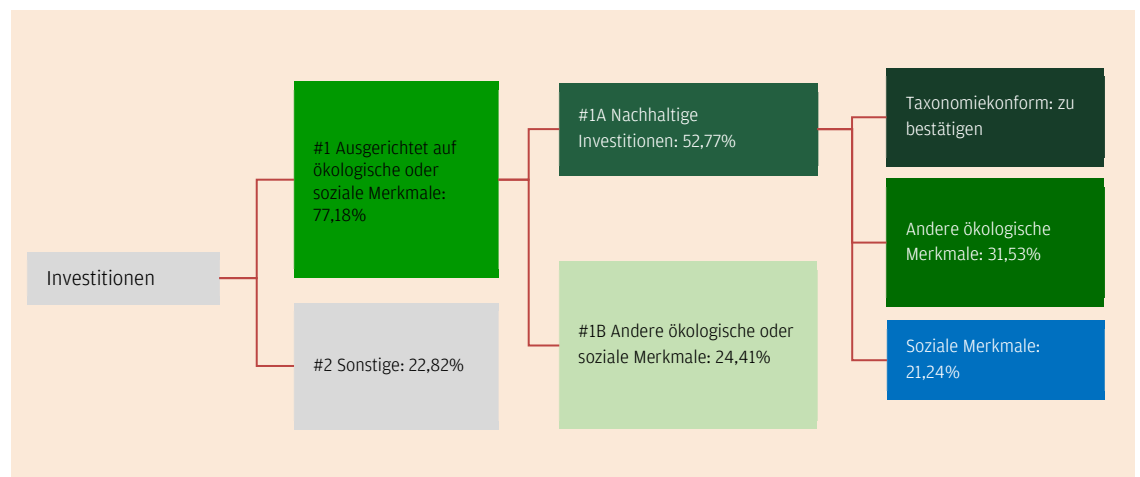 Investitionen
#1 Ausgerichtet auf
ökologische oder
soziale Merkmale:
77,18%
#2 Sonstige: 22,82%
#1A Nachhaltige
Investitionen: 52,77%
#1B Andere ökologische oder
soziale Merkmale: 24,41%
Taxonomiekonform: zu
bestätigen
Andere ökologische
Merkmale: 31,53%
Soziale Merkmale:
21,24%